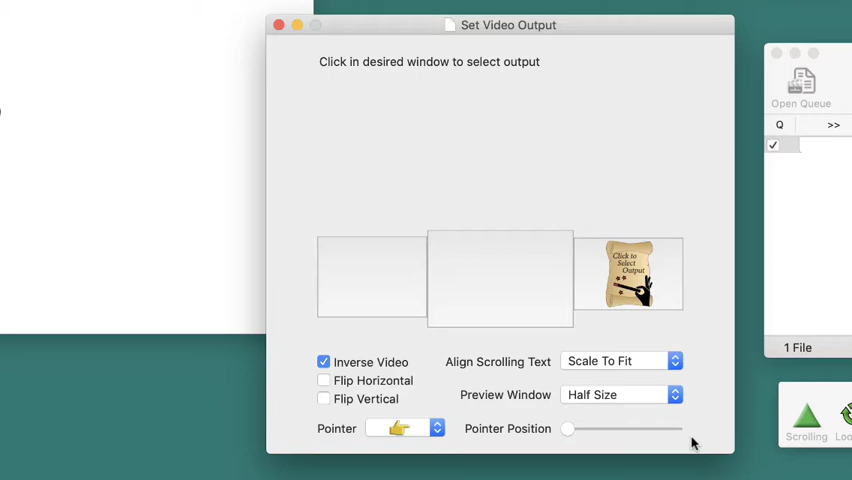 Set Video Output
Click in desired window to select output
Click to
Select
Output
Inverse Video
Flip Horizontal
Flip Vertical
Pointer
Align Scrolling Text
Scale To Fit
Preview Window
Half Size
Pointer Position
Open Queue
Q >>
1 File
Scrolling
Loo